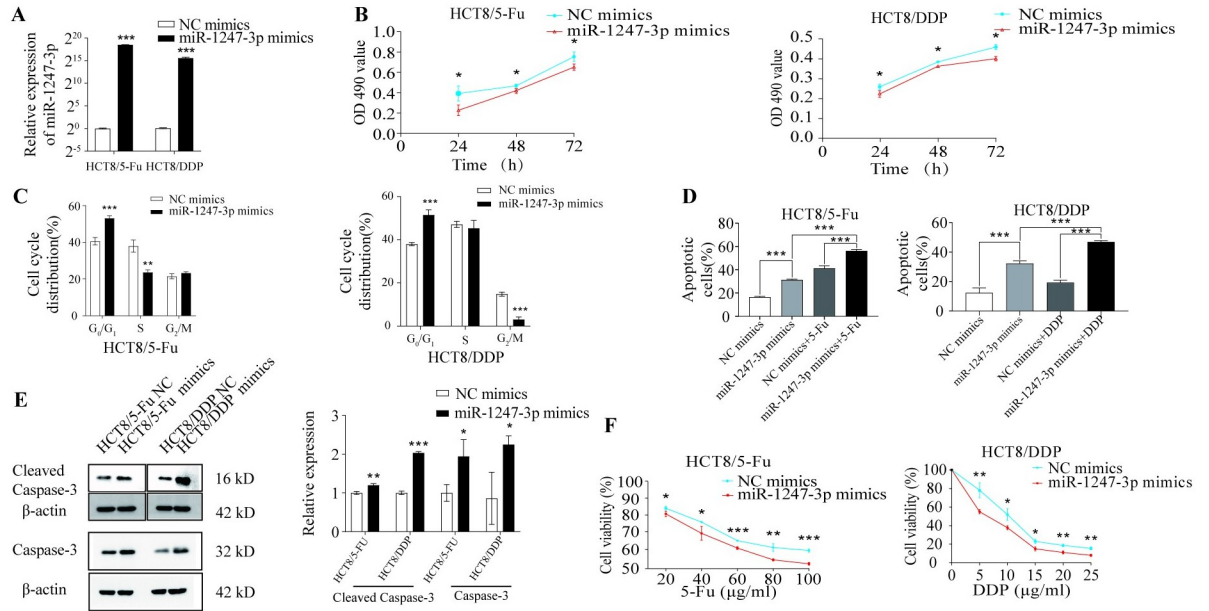 A
NC mimics
miR-1247-3p mimics
Relative expression
of miR-1247-3p
2^20
2^15
2^10
2^5
2^0
2^-5
***
***
HCT8/5-Fu
HCT8/DDP
B
HCT8/5-Fu
NC mimics
miR-1247-3p mimics
OD 490 value
1.0
0.8
0.6
0.4
0.2
0.0
*
*
*
0
24
48
72
Time (h)
HCT8/DDP
NC mimics
miR-1247-3p mimics
OD 490 value
0.5
0.4
0.3
0.2
0.1
0.0
*
*
*
0
24
48
72
Time (h)
C
NC mimics
miR-1247-3p mimics
Cell cycle
distribution(%)
60
40
20
0
***
**
G₀/G₁
S
G₂/M
HCT8/5-Fu
NC mimics
miR-1247-3p mimics
Cell cycle
distribution(%)
60
40
20
0
***
***
G₀/G₁
S
G₂/M
HCT8/DDP
D
HCT8/5-Fu
Apoptotic
cells(%)
80
60
40
20
0
***
***
***
NC mimics
miR-1247-3p mimics
NC mimics+5-Fu
miR-1247-3p mimics+5-Fu
HCT8/DDP
Apoptotic
cells(%)
60
40
20
0
***
***
***
NC mimics
miR-1247-3p mimics
NC mimics+DDP
miR-1247-3p mimics+DDP
E
HCT8/5-Fu NC
HCT8/5-Fu mimics
HCT8/DDP NC
HCT8/DDP mimics
Cleaved
Caspase-3
16 kD
β-actin
42 kD
Caspase-3
32 kD
β-actin
42 kD
NC mimics
miR-1247-3p mimics
Relative expression
3
2
1
0
**
***
*
*
HCT8/5-FU
HCT8/DDP
HCT8/5-FU
HCT8/DDP
Cleaved Caspase-3
Caspase-3
F
HCT8/5-Fu
NC mimics
miR-1247-3p mimics
Cell viability (%)
100
90
80
70
60
50
*
*
***
**
***
20
40
60
80
100
5-Fu (μg/ml)
HCT8/DDP
NC mimics
miR-1247-3p mimics
Cell viability (%)
100
80
60
40
20
0
**
*
*
**
**
0
5
10
15
20
25
DDP (μg/ml)